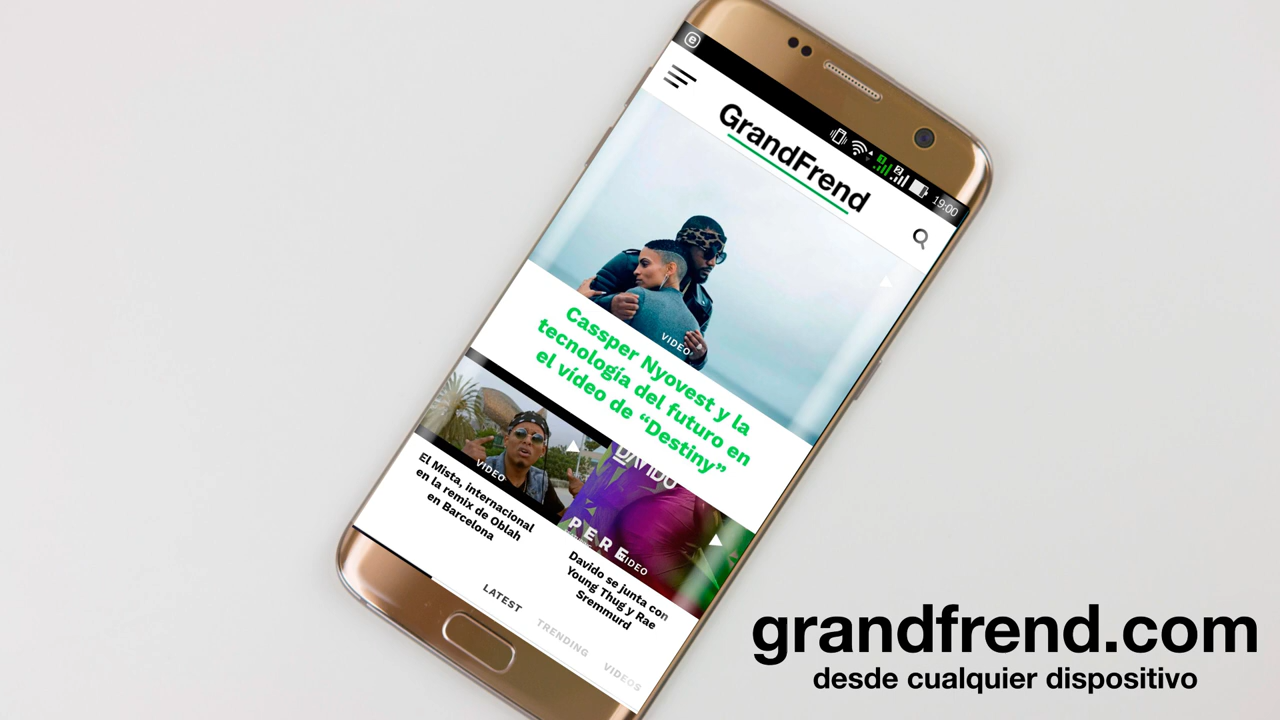 19:00
GrandFrend
VIDEO
Cassper Nyovest y la
tecnología del futuro en
el vídeo de “Destiny”
VIDEO
El Mista, internacional
en la remix de Oblah
en Barcelona
DAVIDO
RERE
VIDEO
Davido se junta con
Young Thug y Rae
Sremmurd
LATEST
TRENDING
VIDEOS
grandfrend.com
desde cualquier dispositivo